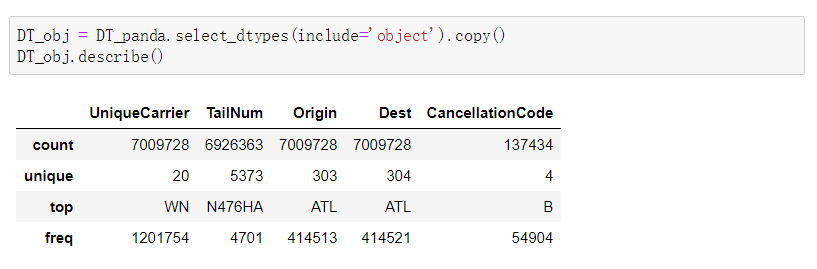 DT_obj = DT_panda.select_dtypes(include='object').copy()
DT_obj.describe()
UniqueCarrier TailNum Origin Dest CancellationCode
count 7009728 6926363 7009728 7009728 137434
unique 20 5373 303 304 4
top WN N476HA ATL ATL B
freq 1201754 4701 414513 414521 54904